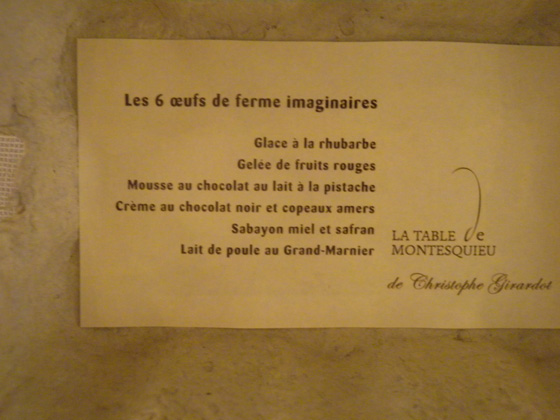 Les 6 œufs de ferme imaginaires
Glace à la rhubarbe
Gelée de fruits rouges
Mousse au chocolat au lait à la pistache
Crème au chocolat noir et copeaux amers
Sabayon miel et safran
Lait de poule au Grand-Marnier
LA TABLE de
MONTESQUIEU
de Christophe Girardot